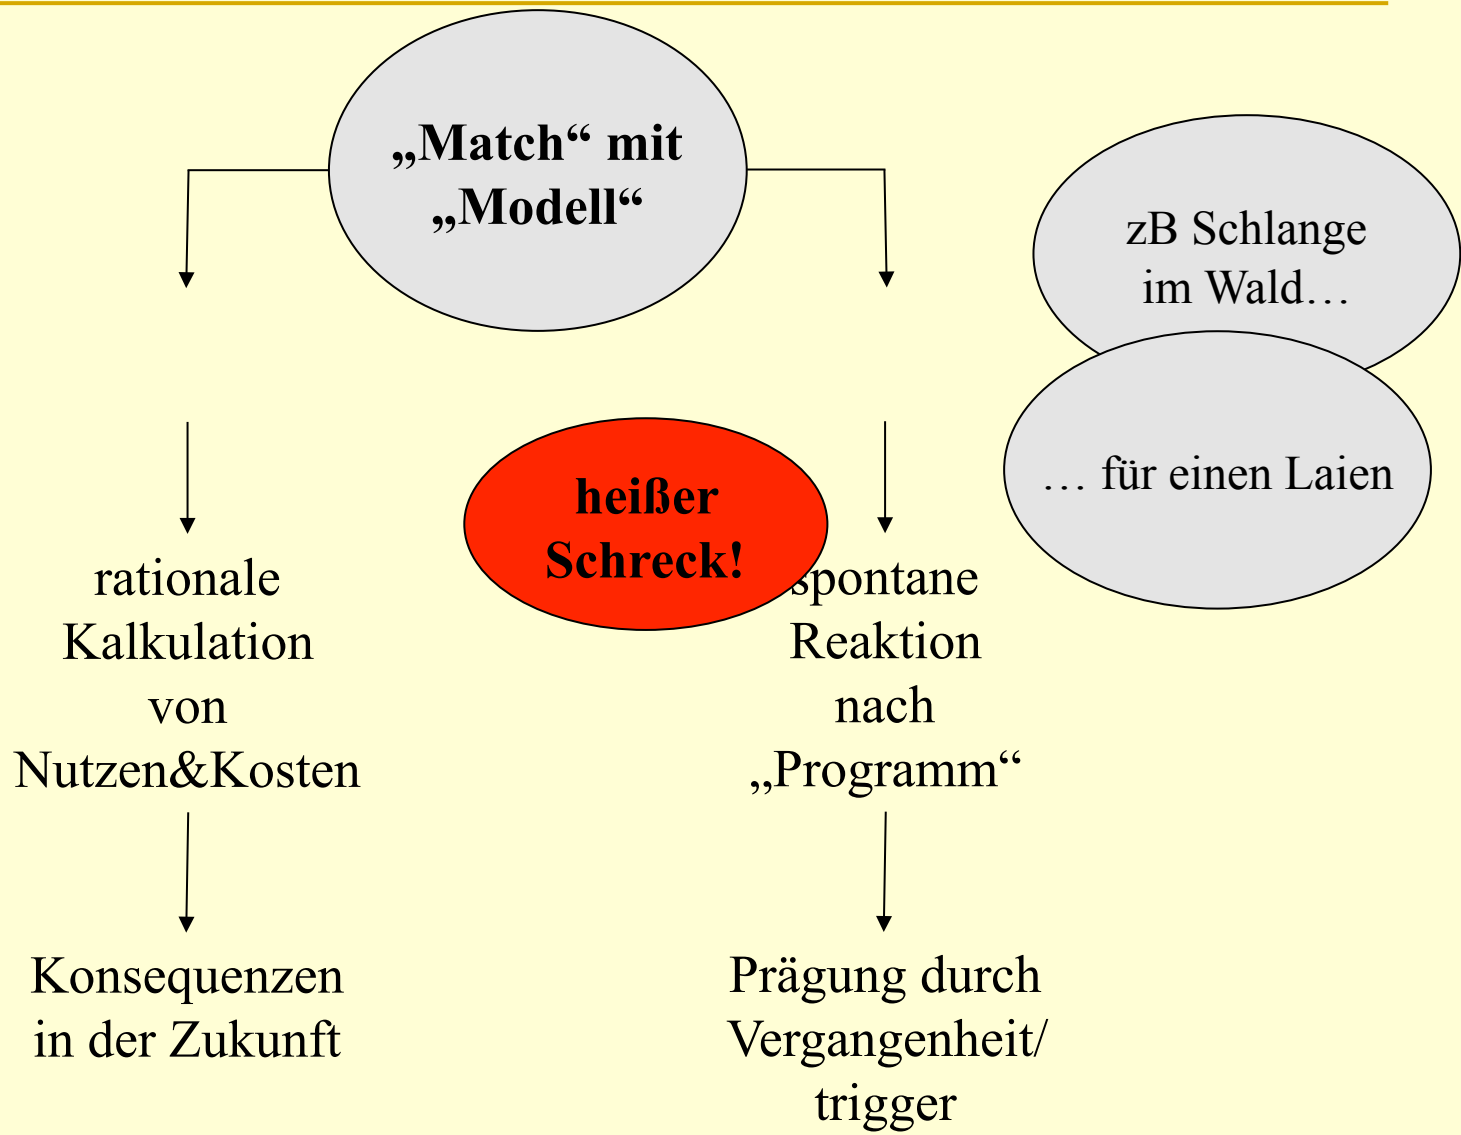 „Match“ mit
„Modell“
zB Schlange
im Wald…
… für einen Laien
heißer
Schreck!
rationale
Kalkulation
von
Nutzen&Kosten
spontane
Reaktion
nach
„Programm“
Konsequenzen
in der Zukunft
Prägung durch
Vergangenheit/
trigger